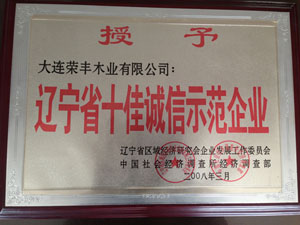 授予
大连荣丰木业有限公司：
辽宁省十佳诚信示范企业
辽宁省区域经济研究会企业发展工作委员会
中国社会经济调查所经济调查部
二00八年三月